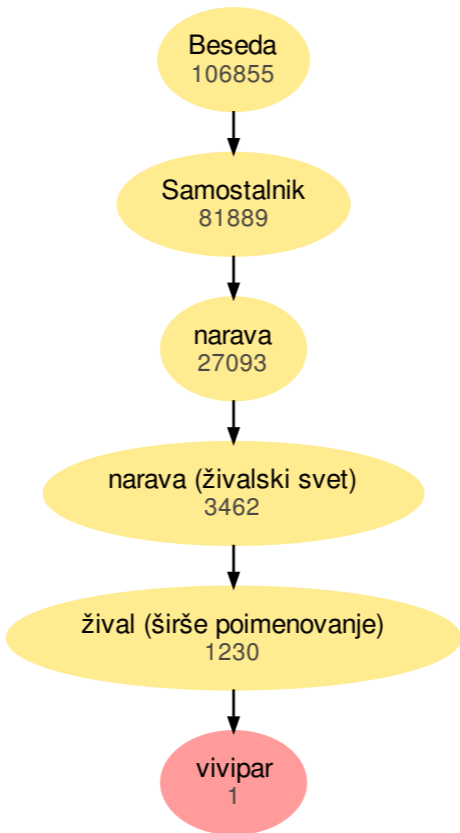 Beseda
106855
Samostalnik
81889
narava
27093
narava (živalski svet)
3462
žival (širše poimenovanje)
1230
vivipar
1